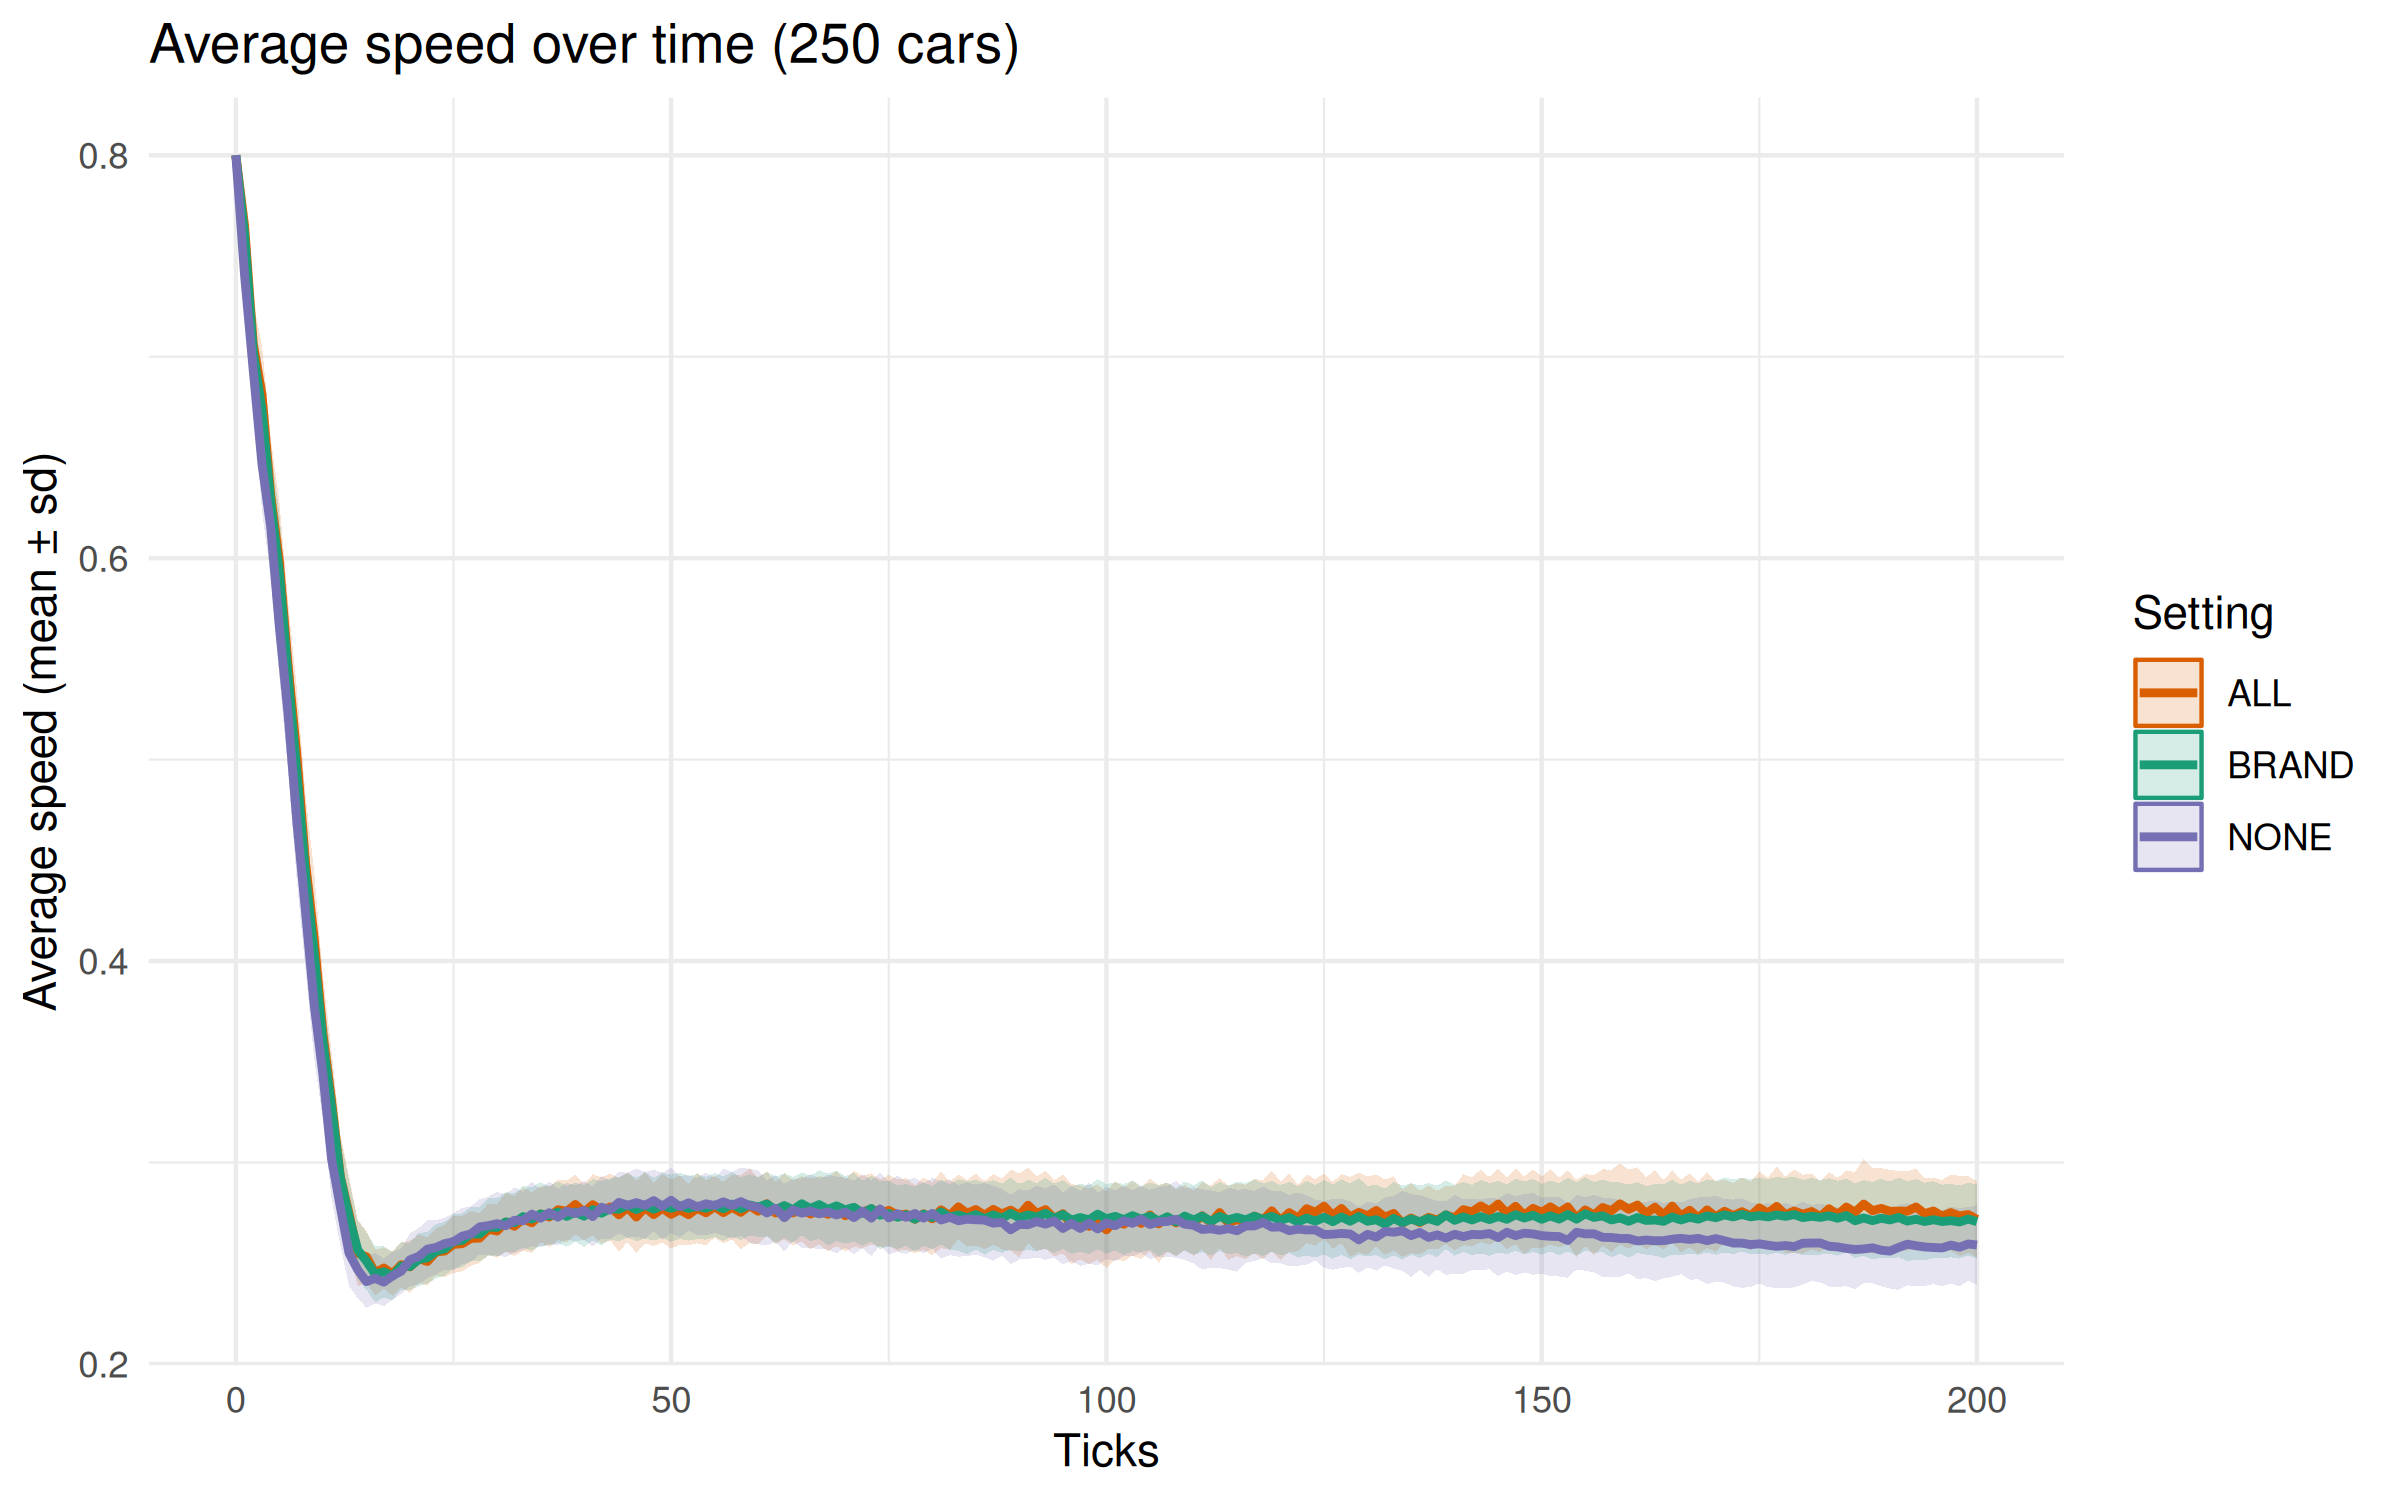 Average speed over time (250 cars)
Average speed (mean ± sd)
0.8
0.6
0.4
0.2
0
50
100
150
200
Ticks
Setting
ALL
BRAND
NONE